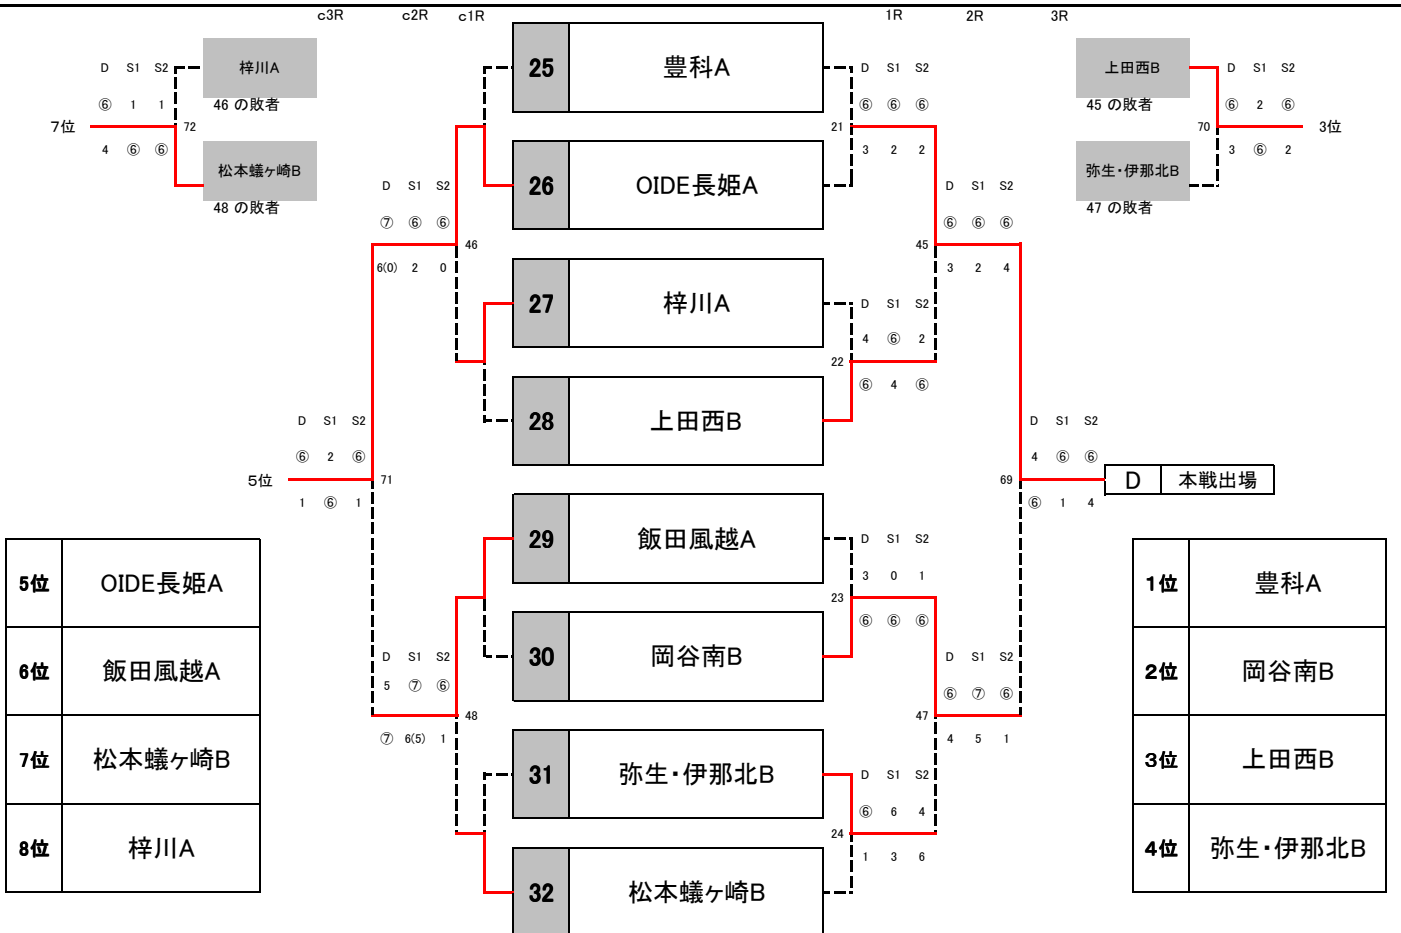 c3R c2R c1R 1R 2R 3R
D S1 S2 梓川A
⑥ 1 1 46 の敗者
7位 72
4 ⑥ ⑥ 松本蟻ヶ崎B
48 の敗者
25 豊科A
D S1 S2
⑥ ⑥ ⑥
21
3 2 2
上田西B D S1 S2
45 の敗者 ⑥ 2 ⑥
70 3位
弥生・伊那北B 3 ⑥ 2
47 の敗者
26 OIDE長姫A
D S1 S2
⑦ ⑥ ⑥
46
6(0) 2 0
D S1 S2
⑥ ⑥ ⑥
45
3 2 4
27 梓川A
D S1 S2
4 ⑥ 2
22
⑥ 4 ⑥
28 上田西B
D S1 S2
⑥ 2 ⑥
5位 71
1 ⑥ 1
D S1 S2
4 ⑥ ⑥
69 D 本戦出場
⑥ 1 4
29 飯田風越A
D S1 S2
3 0 1
23
⑥ ⑥ ⑥
30 岡谷南B
D S1 S2
5 ⑦ ⑥
48
⑦ 6(5) 1
D S1 S2
⑥ ⑦ ⑥
47
4 5 1
31 弥生・伊那北B
D S1 S2
⑥ 6 4
24
1 3 6
32 松本蟻ヶ崎B
5位 OIDE長姫A
6位 飯田風越A
7位 松本蟻ヶ崎B
8位 梓川A
1位 豊科A
2位 岡谷南B
3位 上田西B
4位 弥生・伊那北B